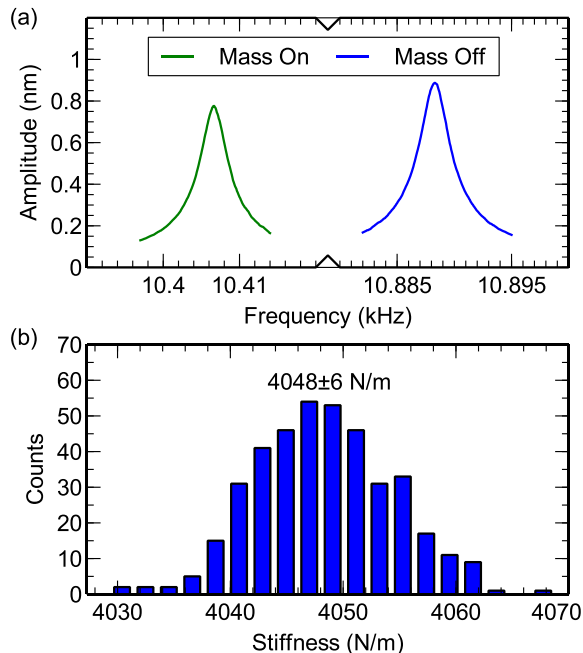 (a)
Mass On Mass Off
1
0.8
0.6
0.4
0.2
0
Amplitude (nm)
10.4 10.41 10.885 10.895
Frequency (kHz)
(b)
4048±6 N/m
70
60
50
40
30
20
10
0
Counts
4030 4040 4050 4060 4070
Stiffness (N/m)